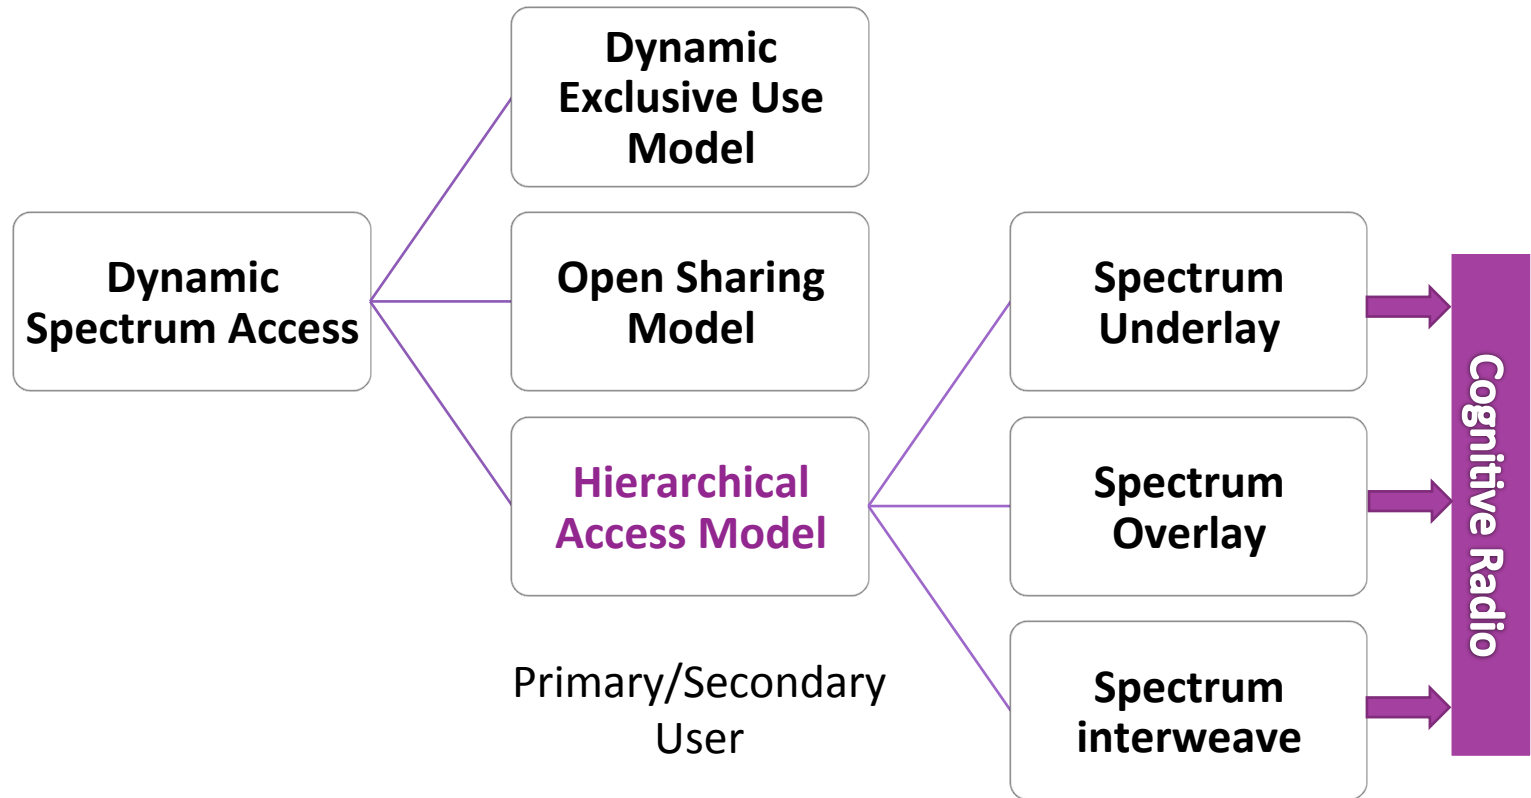 Dynamic
Exclusive Use
Model
Dynamic
Spectrum Access
Open Sharing
Model
Hierarchical
Access Model
Primary/Secondary
User
Spectrum
Underlay
Spectrum
Overlay
Spectrum
interweave
Cognitive Radio